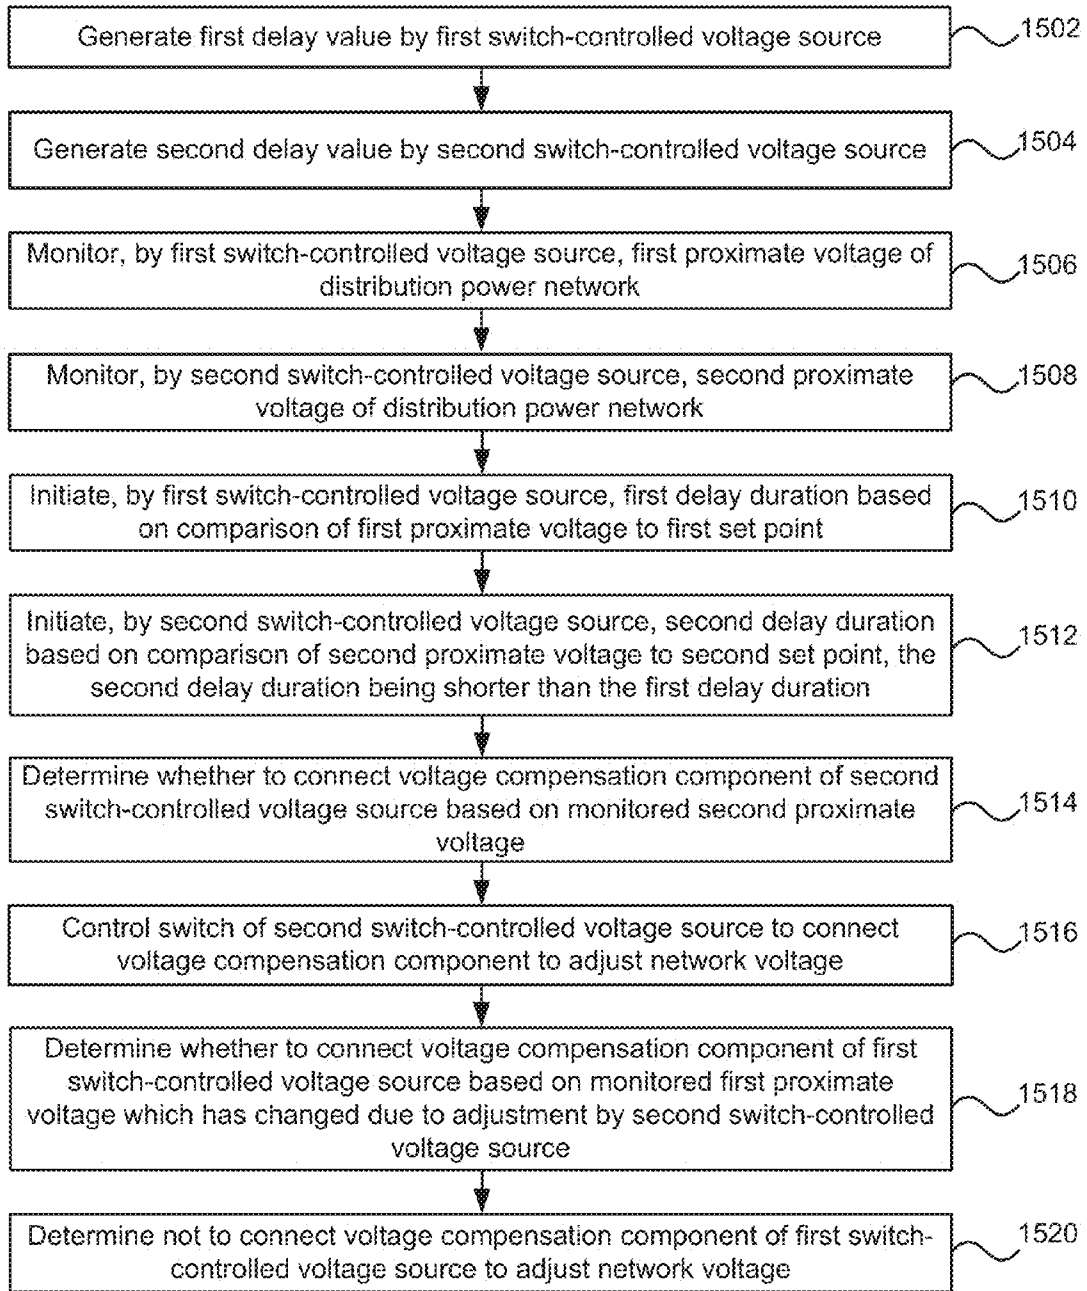 Generate first delay value by first switch-controlled voltage source
1502
Generate second delay value by second switch-controlled voltage source
1504
Monitor, by first switch-controlled voltage source, first proximate voltage of
distribution power network
1506
Monitor, by second switch-controlled voltage source, second proximate
voltage of distribution power network
1508
Initiate, by first switch-controlled voltage source, first delay duration based
on comparison of first proximate voltage to first set point
1510
Initiate, by second switch-controlled voltage source, second delay duration
based on comparison of second proximate voltage to second set point, the
second delay duration being shorter than the first delay duration
1512
Determine whether to connect voltage compensation component of second
switch-controlled voltage source based on monitored second proximate
voltage
1514
Control switch of second switch-controlled voltage source to connect
voltage compensation component to adjust network voltage
1516
Determine whether to connect voltage compensation component of first
switch-controlled voltage source based on monitored first proximate
voltage which has changed due to adjustment by second switch-controlled
voltage source
1518
Determine not to connect voltage compensation component of first switch-
controlled voltage source to adjust network voltage
1520